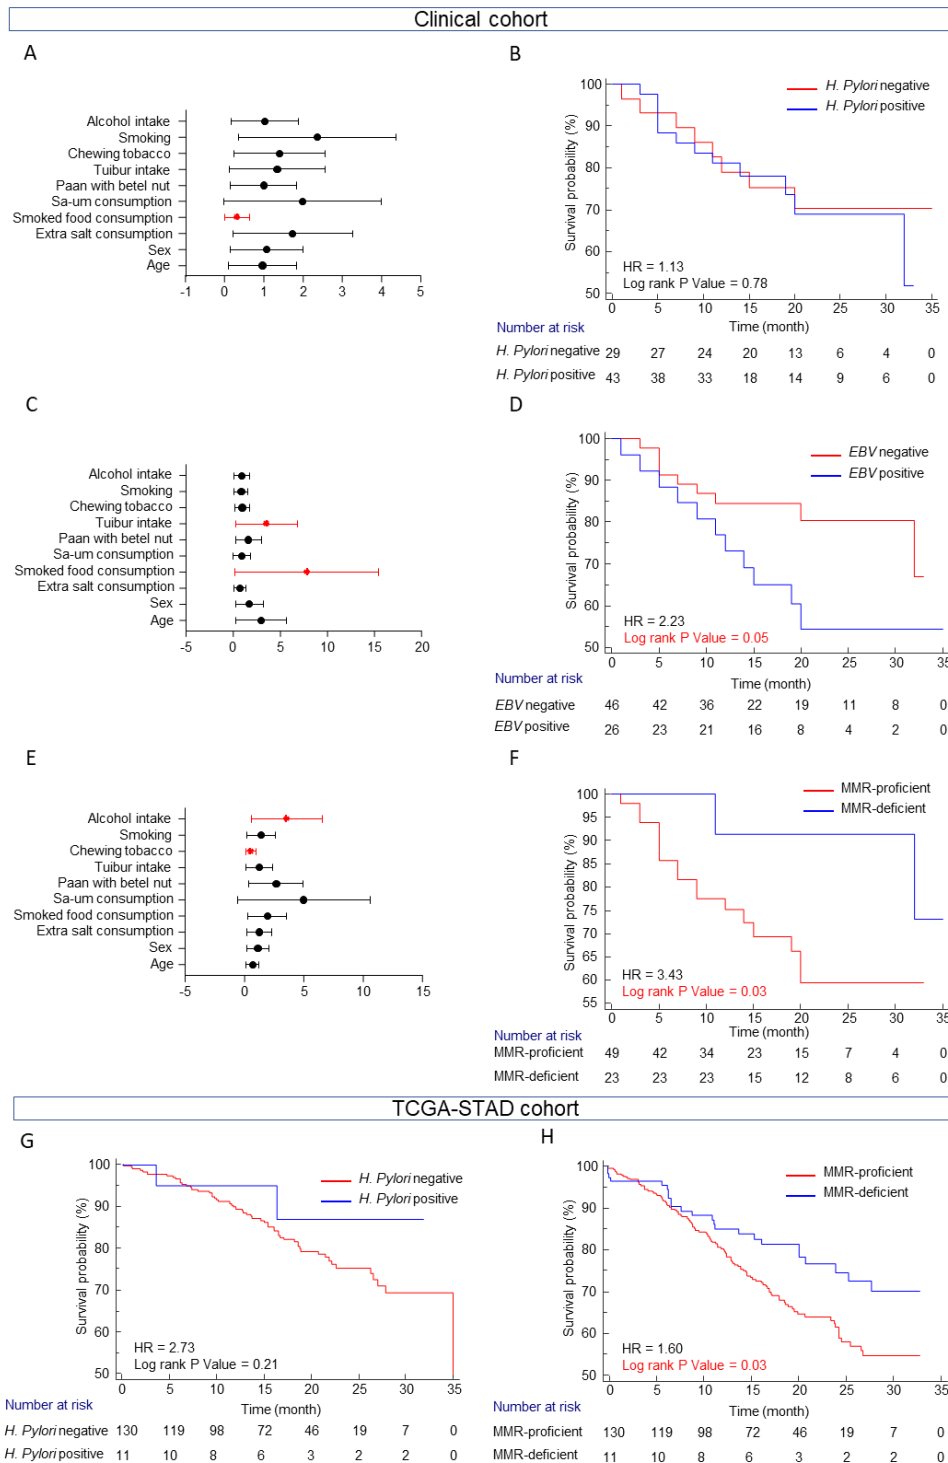 Clinical cohort
A
Alcohol intake
Smoking
Chewing tobacco
Tuibur intake
Paan with betel nut
Sa-um consumption
Smoked food consumption
Extra salt consumption
Sex
Age
-1 0 1 2 3 4 5
B
H. Pylori negative
H. Pylori positive
Survival probability (%)
100
90
80
70
60
50
HR = 1.13
Log rank P Value = 0.78
0 5 10 15 20 25 30 35
Time (month)
Number at risk
H. Pylori negative 29 27 24 20 13 6 4 0
H. Pylori positive 43 38 33 18 14 9 6 0
C
Alcohol intake
Smoking
Chewing tobacco
Tuibur intake
Paan with betel nut
Sa-um consumption
Smoked food consumption
Extra salt consumption
Sex
Age
-5 0 5 10 15 20
D
EBV negative
EBV positive
Survival probability (%)
100
90
80
70
60
50
HR = 2.23
Log rank P Value = 0.05
0 5 10 15 20 25 30 35
Time (month)
Number at risk
EBV negative 46 42 36 22 19 11 8 0
EBV positive 26 23 21 16 8 4 2 0
E
Alcohol intake
Smoking
Chewing tobacco
Tuibur intake
Paan with betel nut
Sa-um consumption
Smoked food consumption
Extra salt consumption
Sex
Age
-5 0 5 10 15
F
MMR-proficient
MMR-deficient
Survival probability (%)
100
95
90
85
80
75
70
65
60
55
HR = 3.43
Log rank P Value = 0.03
0 5 10 15 20 25 30 35
Time (month)
Number at risk
MMR-proficient 49 42 34 23 15 7 4 0
MMR-deficient 23 23 23 15 12 8 6 0
TCGA-STAD cohort
G
H. Pylori negative
H. Pylori positive
Survival probability (%)
100
90
80
70
60
50
HR = 2.73
Log rank P Value = 0.21
0 5 10 15 20 25 30 35
Time (month)
Number at risk
H. Pylori negative 130 119 98 72 46 19 7 0
H. Pylori positive 11 10 8 6 3 2 2 0
H
MMR-proficient
MMR-deficient
Survival probability (%)
100
90
80
70
60
50
HR = 1.60
Log rank P Value = 0.03
0 5 10 15 20 25 30 35
Time (month)
Number at risk
MMR-proficient 130 119 98 72 46 19 7 0
MMR-deficient 11 10 8 6 3 2 2 0